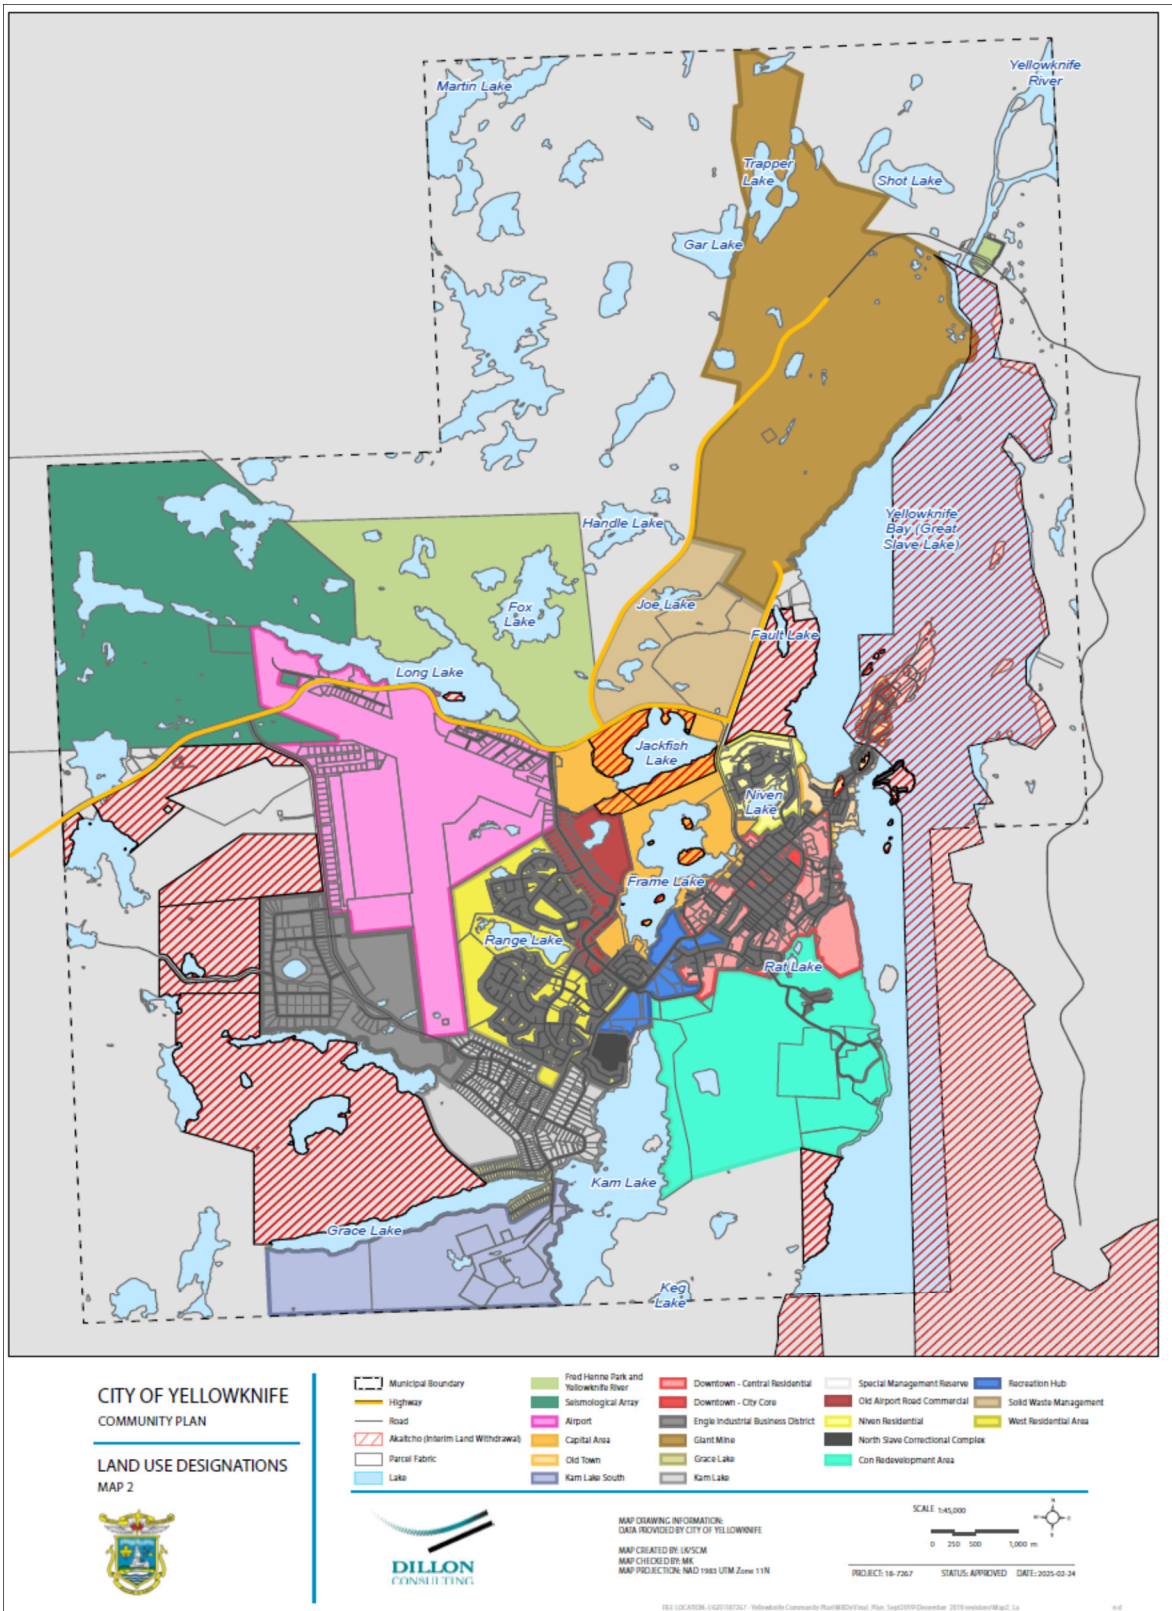 Martin Lake
Yellowknife
River
Trapper
Lake
Shot Lake
Gar Lake
Handle Lake
Yellowknife
Bay (Great
Slave Lake)
Fox
Lake
Joe Lake
Fault Lake
Long Lake
Jackfish
Lake
Niven
Lake
Frame Lake
Range Lake
Rat Lake
Kam Lake
Grace Lake
Keg
Lake
CITY OF YELLOWKNIFE
COMMUNITY PLAN
LAND USE DESIGNATIONS
MAP 2
Municipal Boundary
Highway
Road
Akaitcho (Interim Land Withdrawal)
Parcel Fabric
Lake
Fred Henne Park and
Yellowknife River
Seismological Array
Airport
Capital Area
Old Town
Kam Lake South
Downtown - Central Residential
Downtown - City Core
Engle Industrial Business District
Giant Mine
Grace Lake
Kam Lake
Special Management Reserve
Old Airport Road Commercial
Niven Residential
North Slave Correctional Complex
Con Redevelopment Area
Recreation Hub
Solid Waste Management
West Residential Area
DILLON
CONSULTING
MAP DRAWING INFORMATION:
DATA PROVIDED BY CITY OF YELLOWKNIFE
MAP CREATED BY: LK/SCM
MAP CHECKED BY: MK
MAP PROJECTION: NAD 1983 UTM Zone 11N
SCALE 1:45,000
N
W E
S
0 250 500 1,000 m
PROJECT: 18-7267 STATUS: APPROVED DATE: 2025-02-24